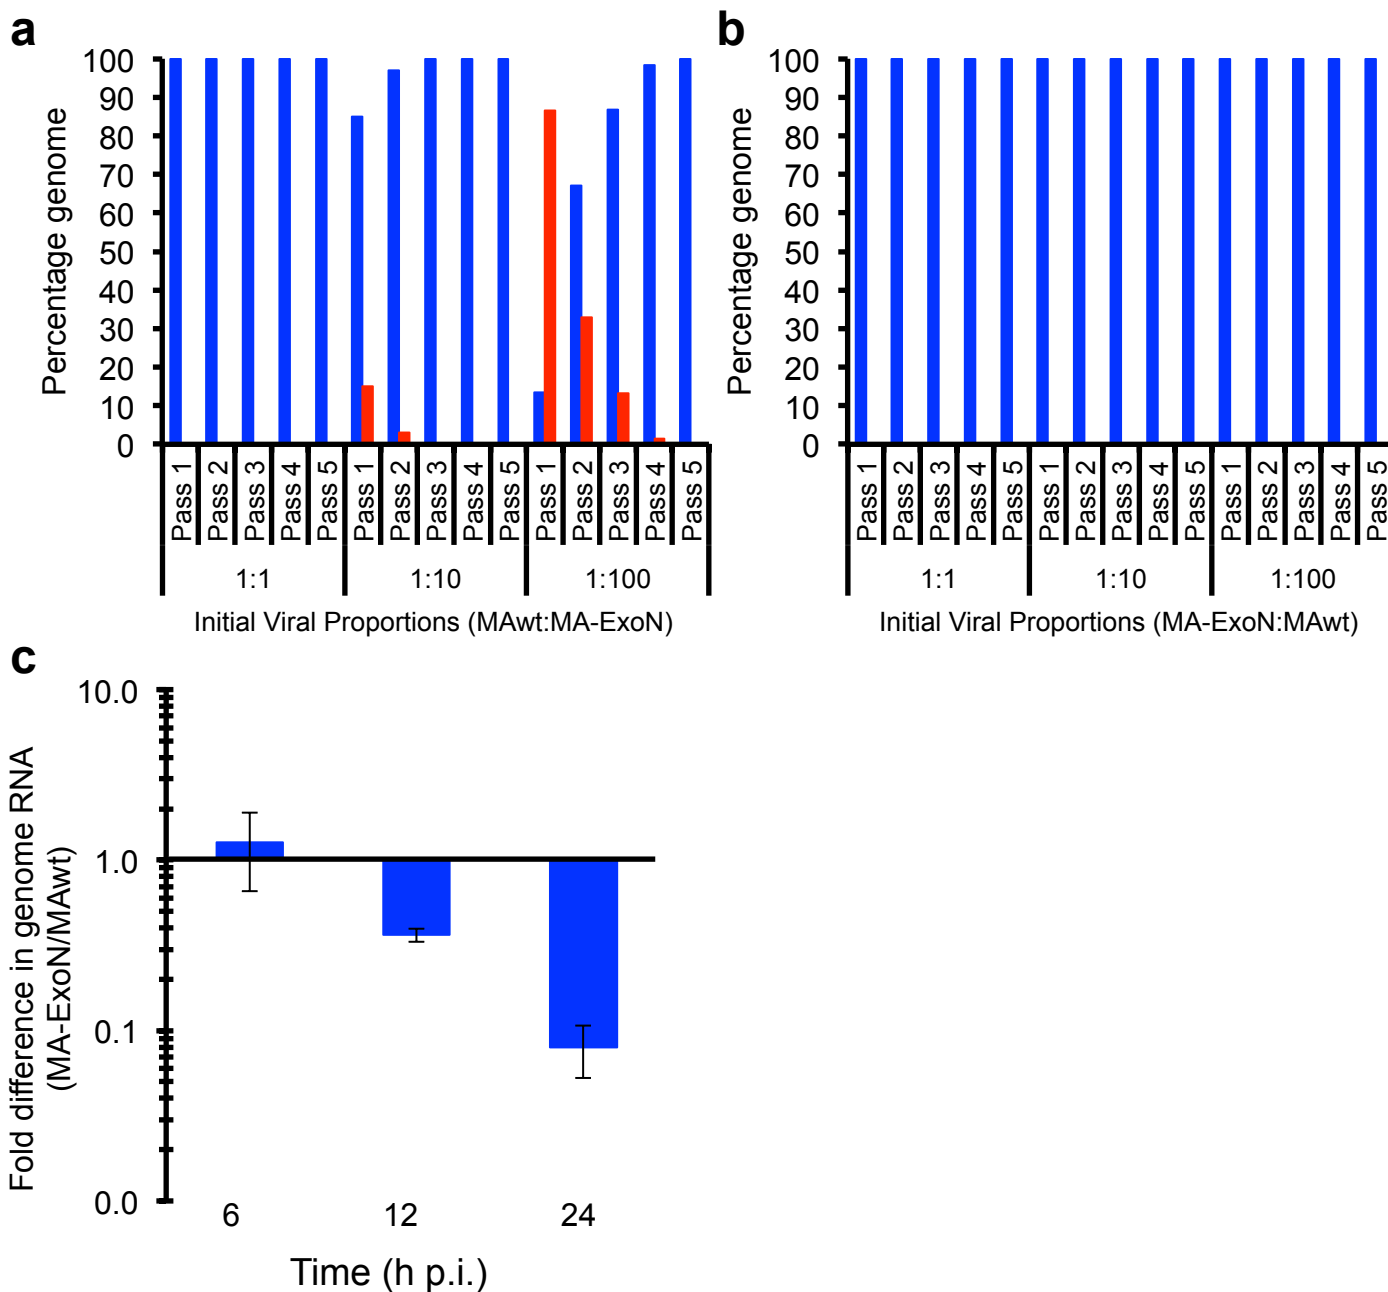 a
100
90
80
70
60
50
40
30
20
10
0
Percentage genome
Pass 1 Pass 2 Pass 3 Pass 4 Pass 5 Pass 1 Pass 2 Pass 3 Pass 4 Pass 5 Pass 1 Pass 2 Pass 3 Pass 4 Pass 5
1:1 1:10 1:100
Initial Viral Proportions (MAwt:MA-ExoN)
b
100
90
80
70
60
50
40
30
20
10
0
Percentage genome
Pass 1 Pass 2 Pass 3 Pass 4 Pass 5 Pass 1 Pass 2 Pass 3 Pass 4 Pass 5 Pass 1 Pass 2 Pass 3 Pass 4 Pass 5
1:1 1:10 1:100
Initial Viral Proportions (MA-ExoN:MAwt)
c
10.0
1.0
0.1
0.0
Fold difference in genome RNA
(MA-ExoN/MAwt)
6 12 24
Time (h p.i.)